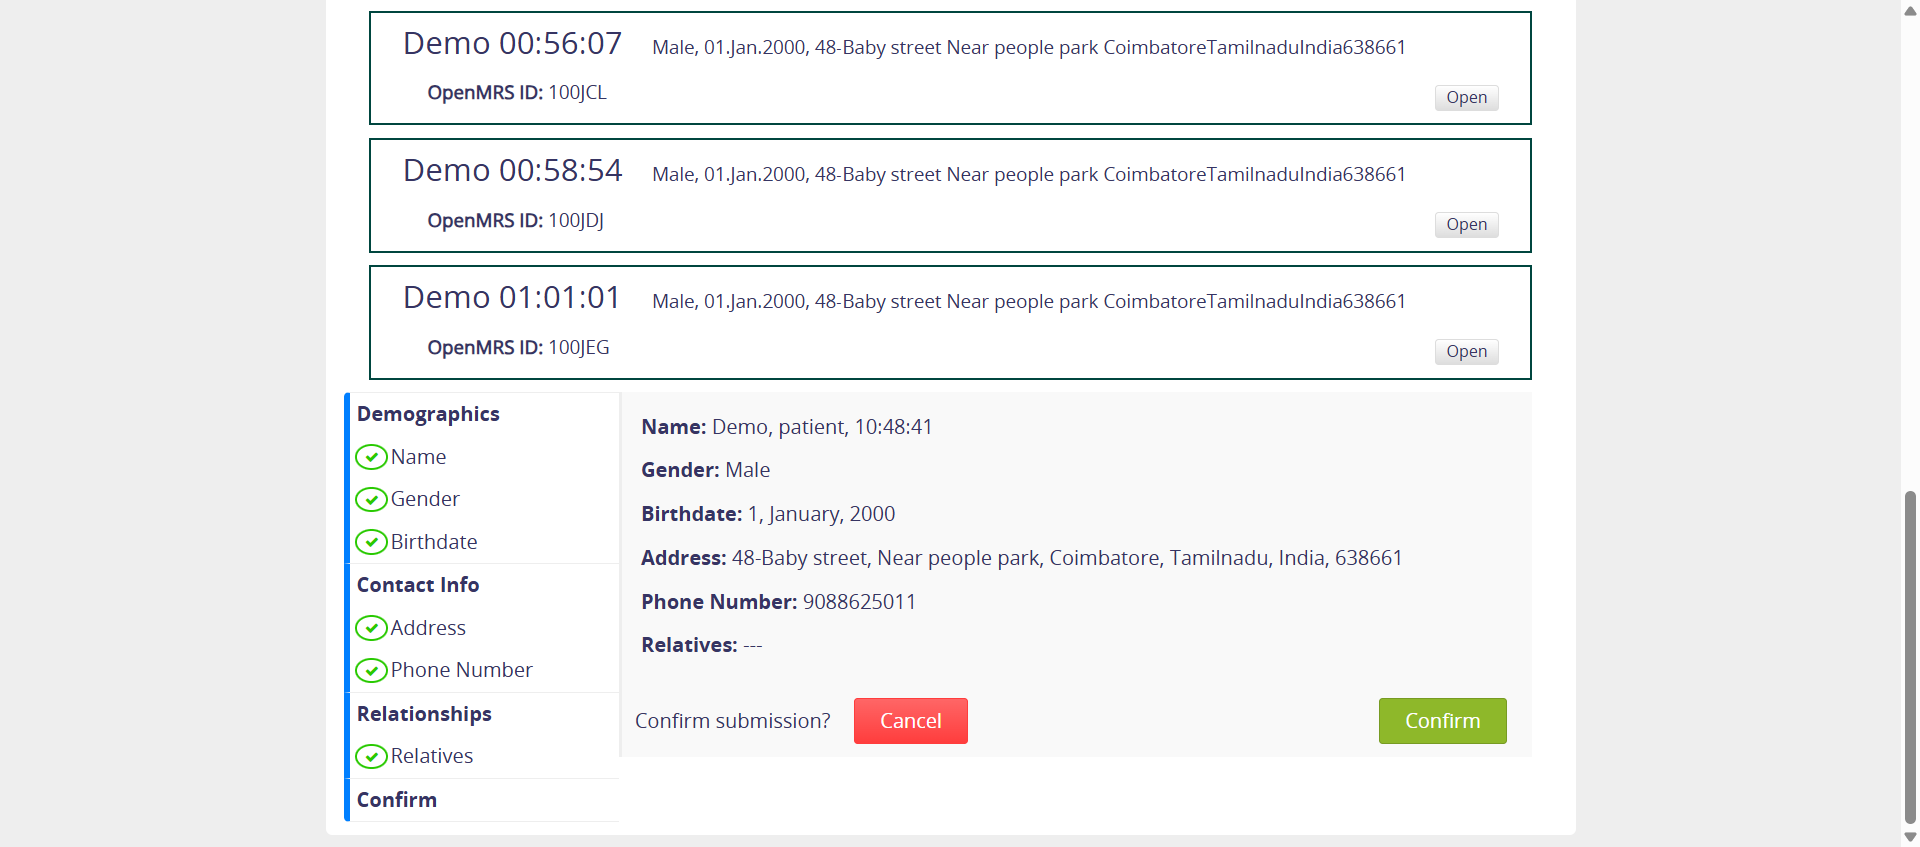 Demo 00:56:07 Male, 01.Jan.2000, 48-Baby street Near people park CoimbatoreTamilnaduIndia638661
OpenMRS ID: 100JCL
Open
Demo 00:58:54 Male, 01.Jan.2000, 48-Baby street Near people park CoimbatoreTamilnaduIndia638661
OpenMRS ID: 100JDJ
Open
Demo 01:01:01 Male, 01.Jan.2000, 48-Baby street Near people park CoimbatoreTamilnaduIndia638661
OpenMRS ID: 100JEG
Open
Demographics
Name
Gender
Birthdate
Contact Info
Address
Phone Number
Relationships
Relatives
Confirm
Name: Demo, patient, 10:48:41
Gender: Male
Birthdate: 1, January, 2000
Address: 48-Baby street, Near people park, Coimbatore, Tamilnadu, India, 638661
Phone Number: 9088625011
Relatives: ---
Confirm submission? Cancel Confirm